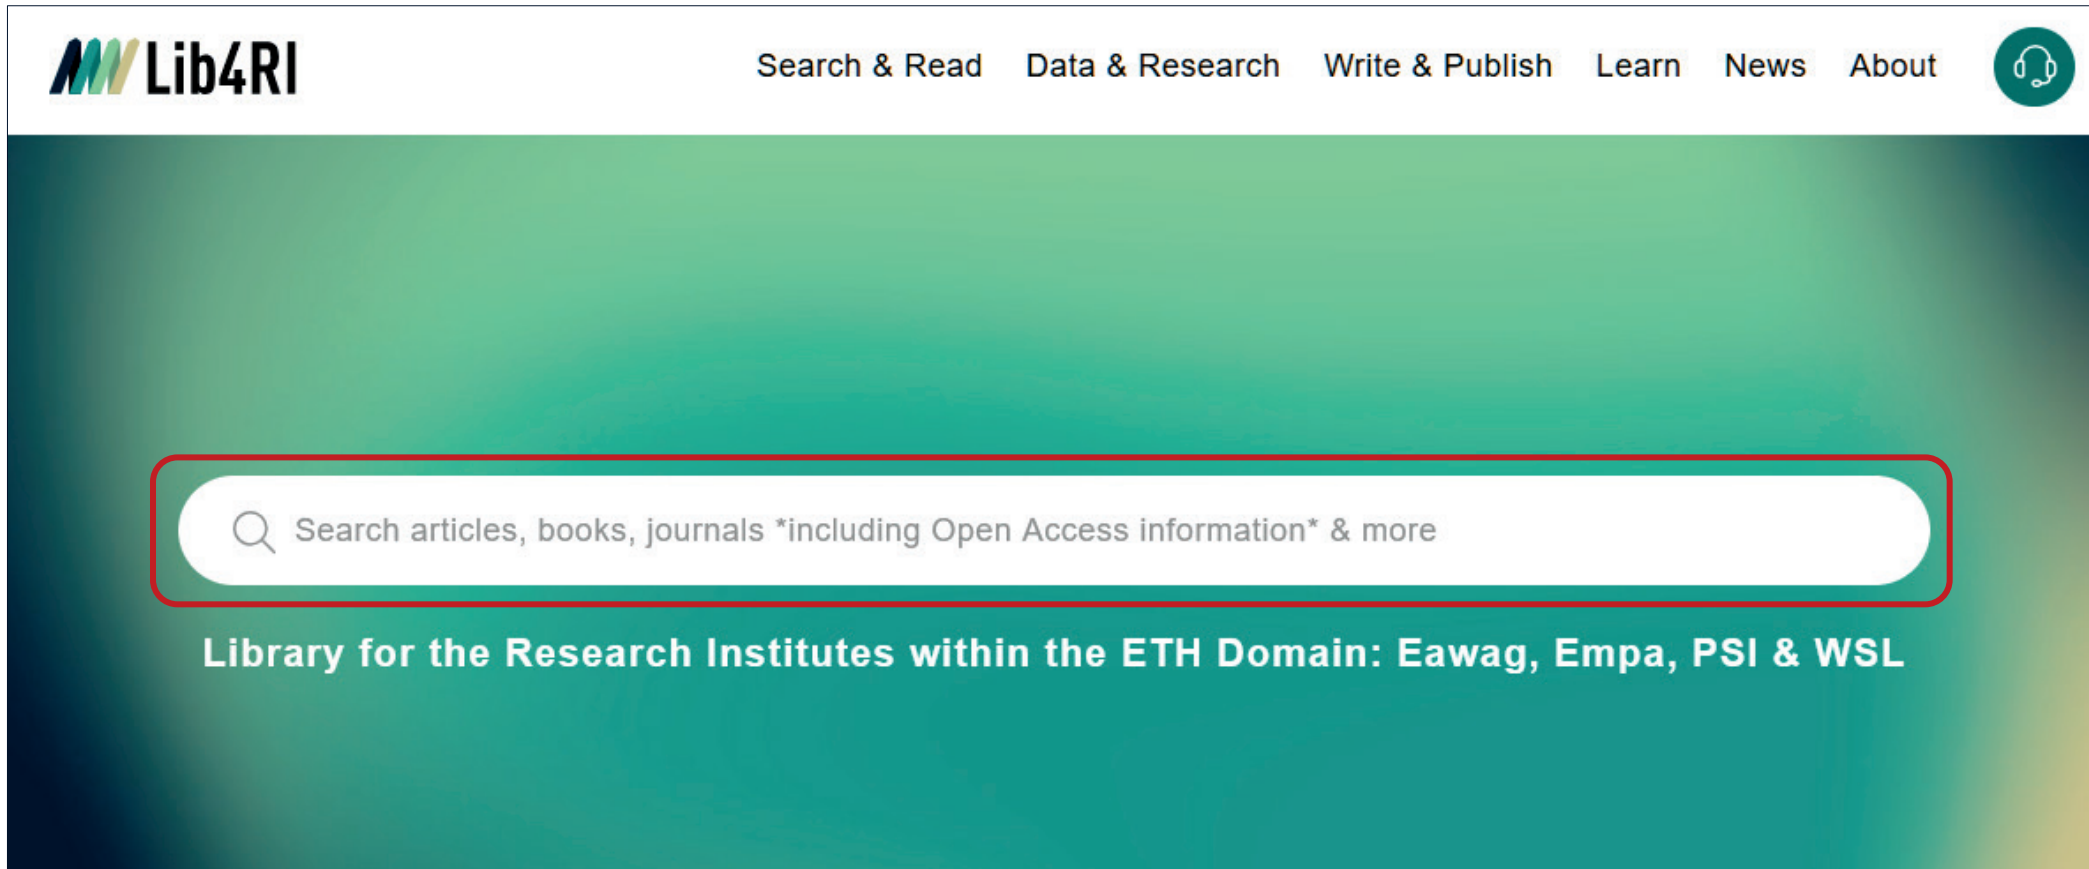 Lib4RI
Search & Read Data & Research Write & Publish Learn News About
Search articles, books, journals *including Open Access information* & more
Library for the Research Institutes within the ETH Domain: Eawag, Empa, PSI & WSL